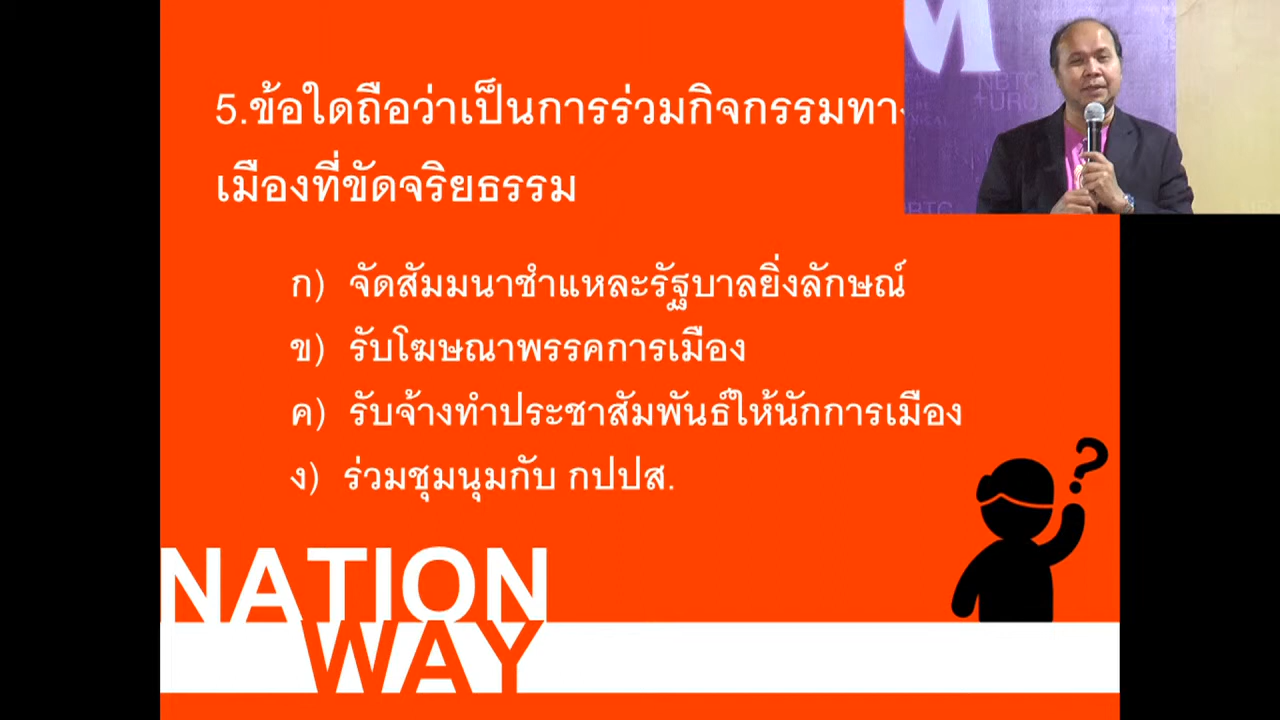 5.ข้อใดถือว่าเป็นการร่วมกิจกรรมทาง
เมืองที่ขัดจริยธรรม
ก) จัดสัมมนาชำแหละรัฐบาลยิ่งลักษณ์
ข) รับโฆษณาพรรคการเมือง
ค) รับจ้างทำประชาสัมพันธ์ให้นักการเมือง
ง) ร่วมชุมนุมกับ กปปส.
NATION
WAY
NBTC
+URO